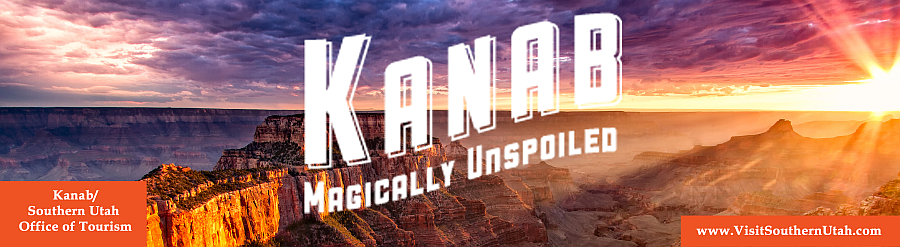 KANAB
MAGICALLY UNSPOILED
Kanab/
Southern Utah
Office of Tourism
www.VisitSouthernUtah.com